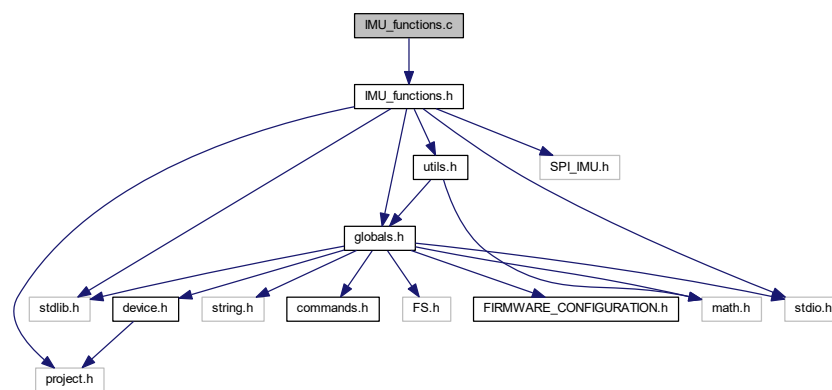 IMU_functions.c
IMU_functions.h
utils.h
SPI_IMU.h
globals.h
stdlib.h
device.h
string.h
commands.h
FS.h
FIRMWARE_CONFIGURATION.h
math.h
stdio.h
project.h